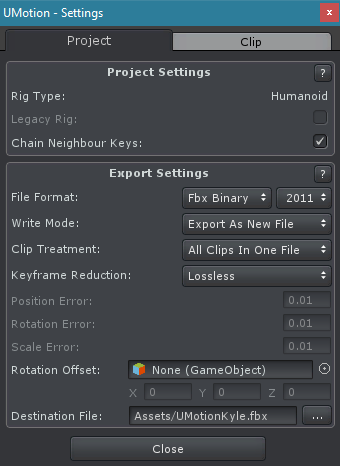 UMotion - Settings x
Project Clip
Project Settings ?
Rig Type: Humanoid
Legacy Rig:
Chain Neighbour Keys:
Export Settings ?
File Format: Fbx Binary 2011
Write Mode: Export As New File
Clip Treatment: All Clips In One File
Keyframe Reduction: Lossless
Position Error: 0.01
Rotation Error: 0.01
Scale Error: 0.01
Rotation Offset: None (GameObject)
X 0 Y 0 Z 0
Destination File: Assets/UMotionKyle.fbx ...
Close